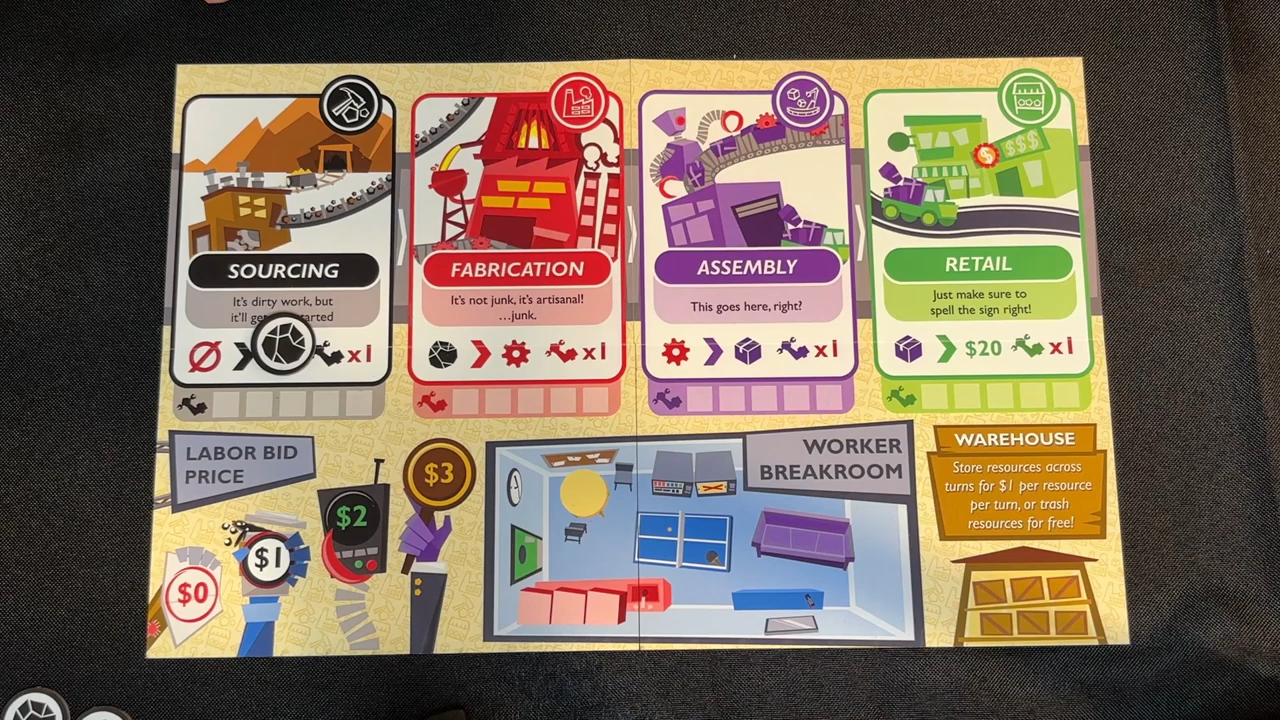 SOURCING
It's dirty work, but
it'll get started
x1
FABRICATION
It's not junk, it's artisanal!
...junk.
x1
ASSEMBLY
This goes here, right?
x1
$
$$$
RETAIL
Just make sure to
spell the sign right!
$20
x1
LABOR BID
PRICE
$0
$1
$2
$3
WORKER
BREAKROOM
WAREHOUSE
Store resources across
turns for $1 per resource
per turn, or trash
resources for free!